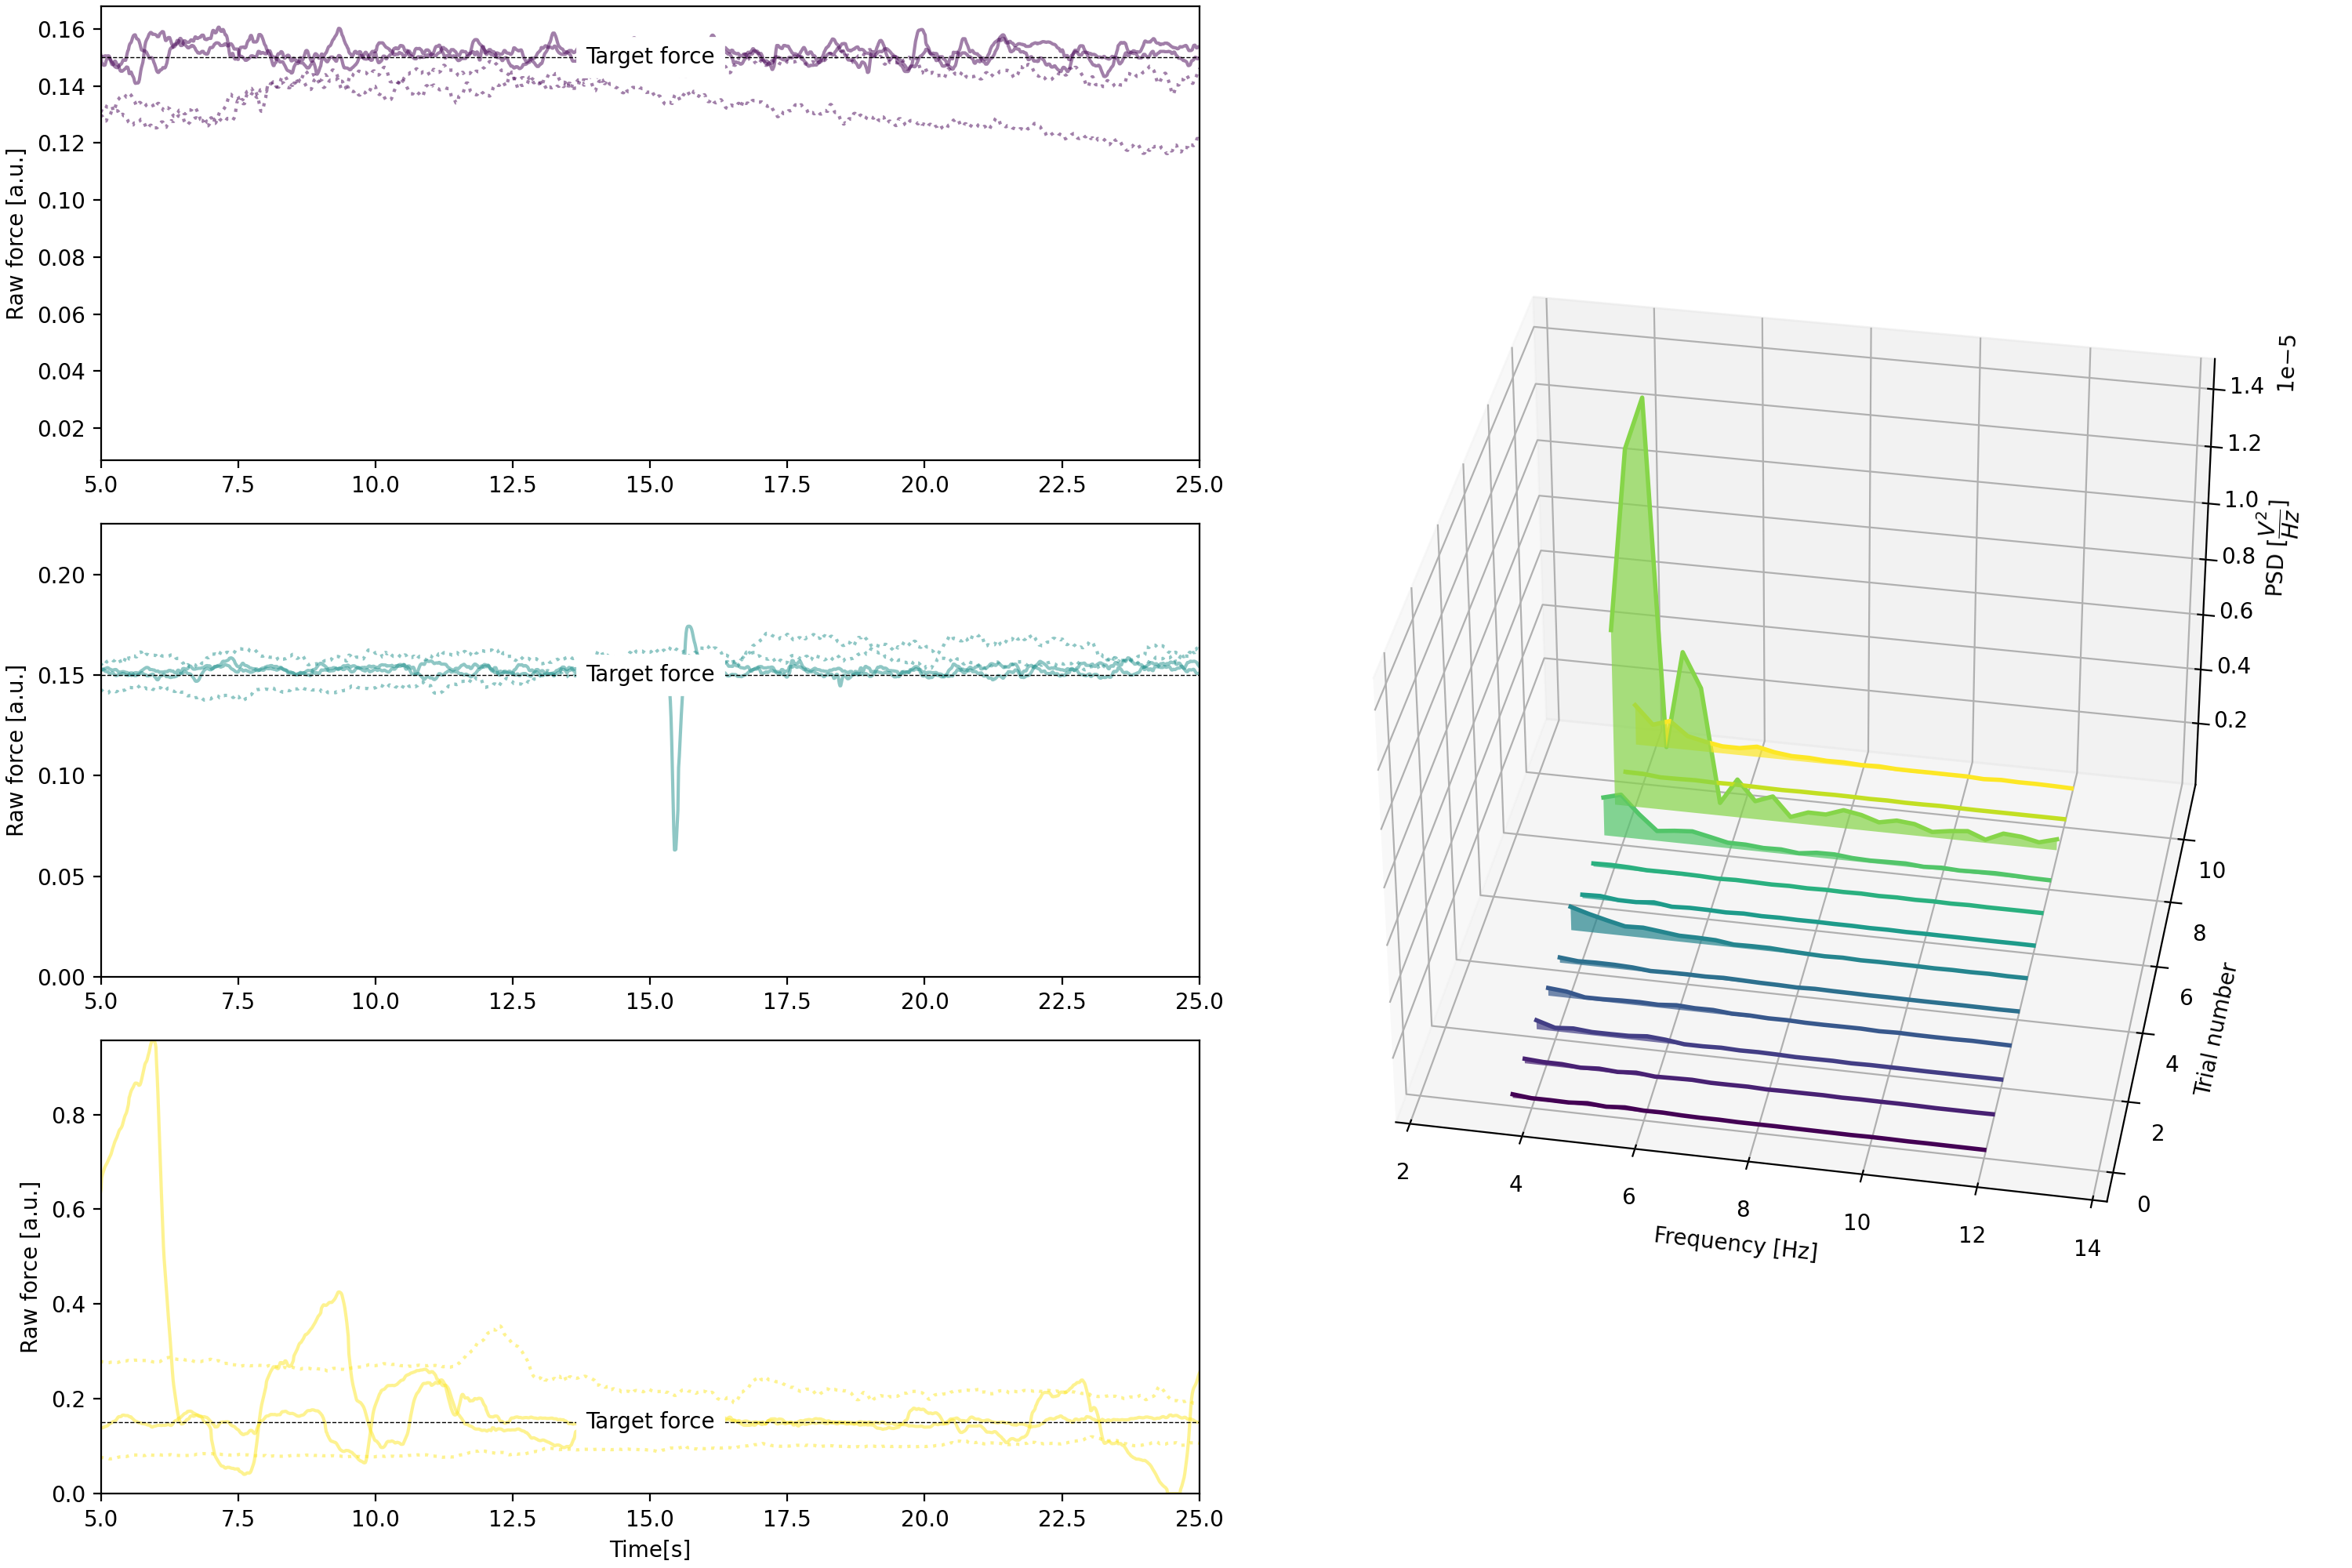 0.16
0.14
0.12
0.10
0.08
0.06
0.04
0.02
Raw force [a.u.]
Target force
5.0 7.5 10.0 12.5 15.0 17.5 20.0 22.5 25.0
0.20
0.15
0.10
0.05
0.00
Raw force [a.u.]
Target force
5.0 7.5 10.0 12.5 15.0 17.5 20.0 22.5 25.0
0.8
0.6
0.4
0.2
0.0
Raw force [a.u.]
Target force
5.0 7.5 10.0 12.5 15.0 17.5 20.0 22.5 25.0
Time[s]
1e−5
1.4
1.2
1.0
0.8
0.6
0.4
0.2
PSD [V²/Hz]
10
8
6
4
2
0
Trial number
2 4 6 8 10 12 14
Frequency [Hz]